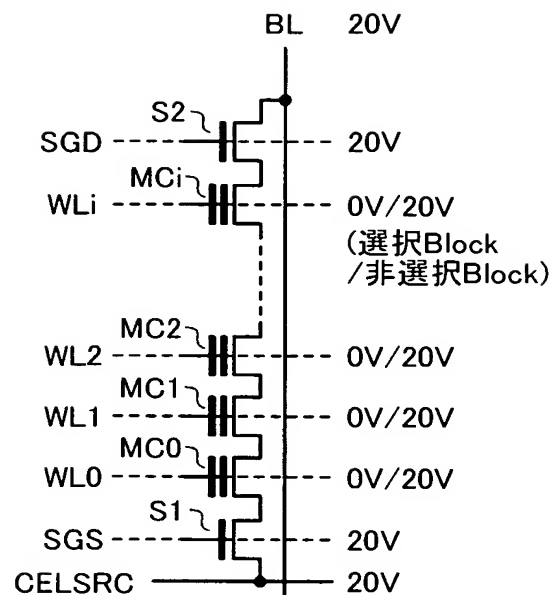 BL 20V
S2
SGD 20V
MCi
WLi 0V/20V
(選択Block
/非選択Block)
MC2
WL2 0V/20V
MC1
WL1 0V/20V
MC0
WL0 0V/20V
S1
SGS 20V
CELSRC 20V